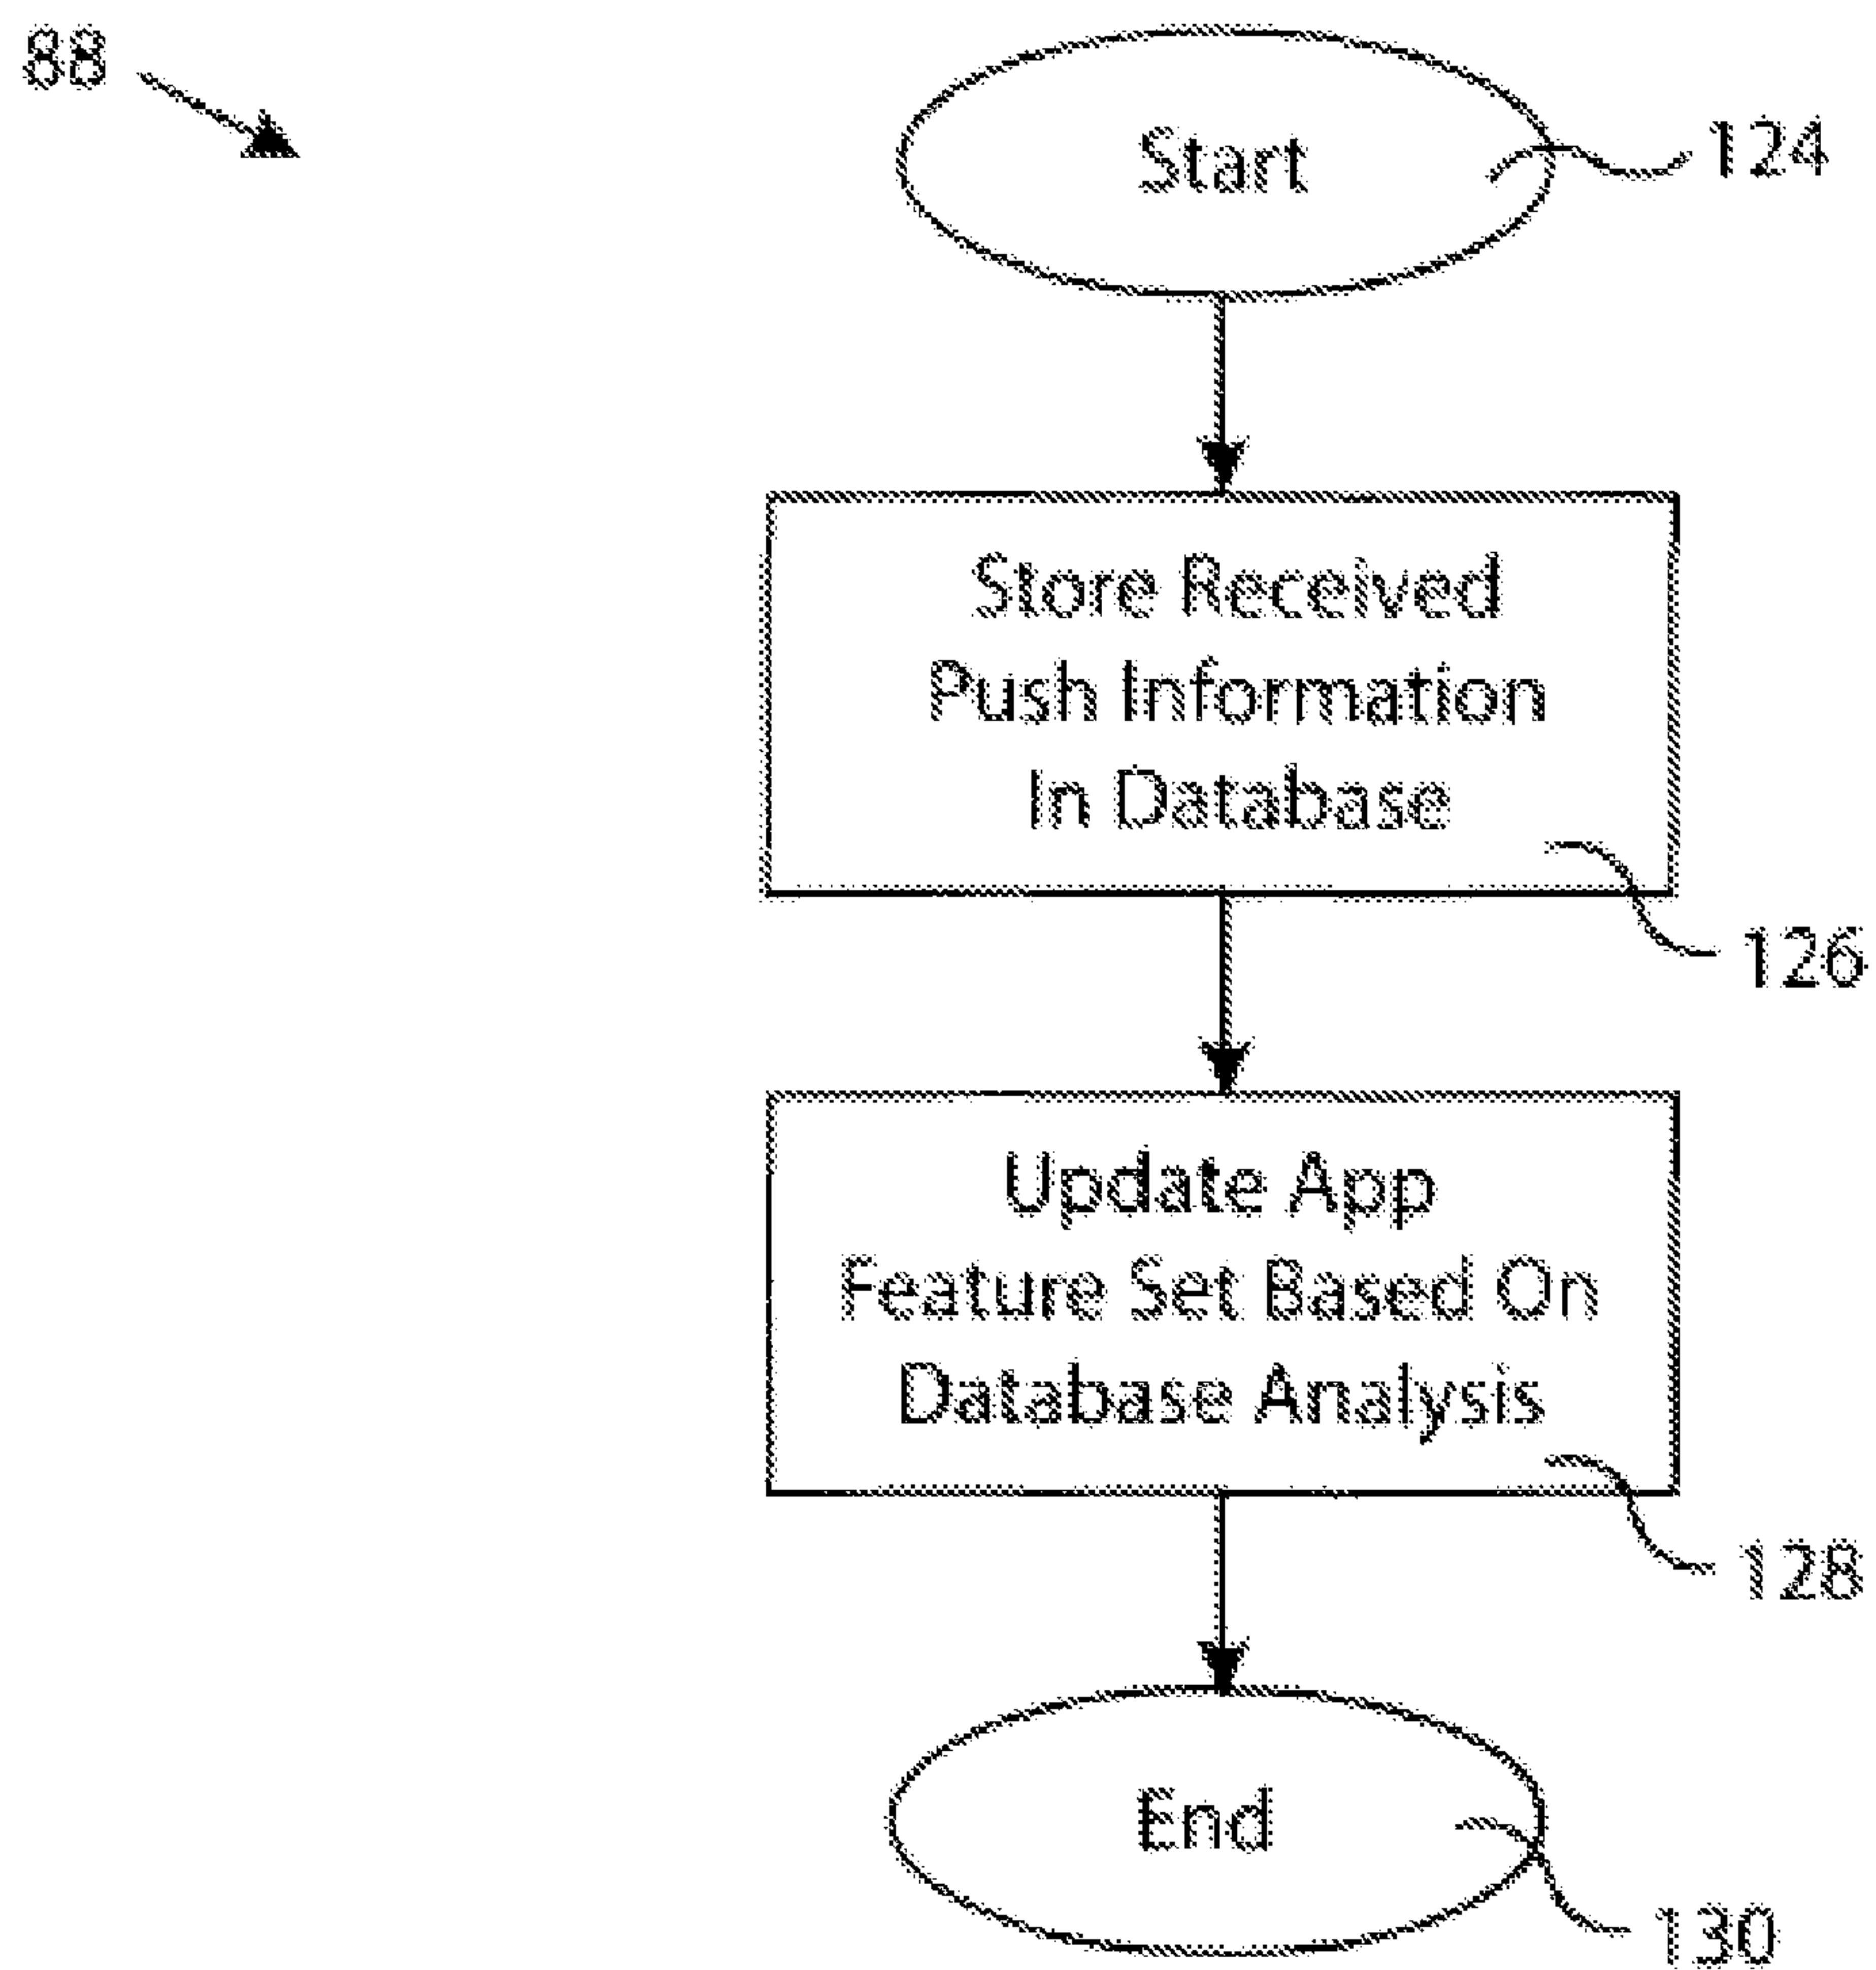 88
Start
124
Store Received
Push Information
In Database
126
Update App
Feature Set Based On
Database Analysis
128
End
130